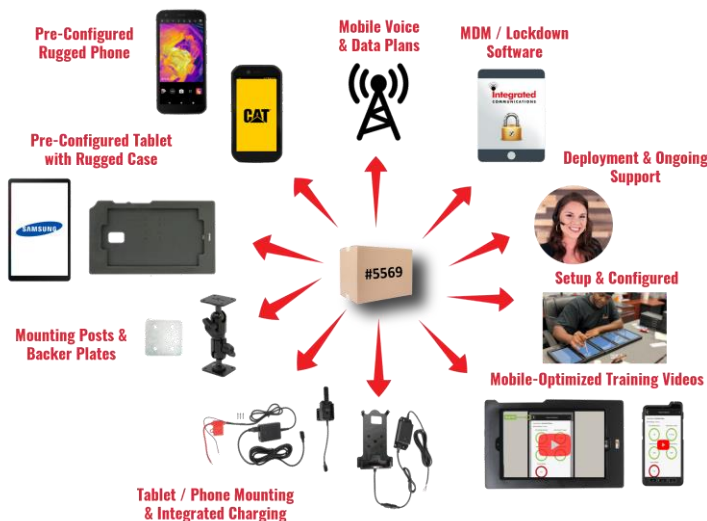 Pre-Configured
Rugged Phone
Mobile Voice
& Data Plans
MDM / Lockdown
Software
CAT
Integrated
COMMUNICATIONS
Pre-Configured Tablet
with Rugged Case
Deployment & Ongoing
Support
SAMSUNG
#5569
Setup & Configured
Mounting Posts &
Backer Plates
Mobile-Optimized Training Videos
Tablet / Phone Mounting
& Integrated Charging